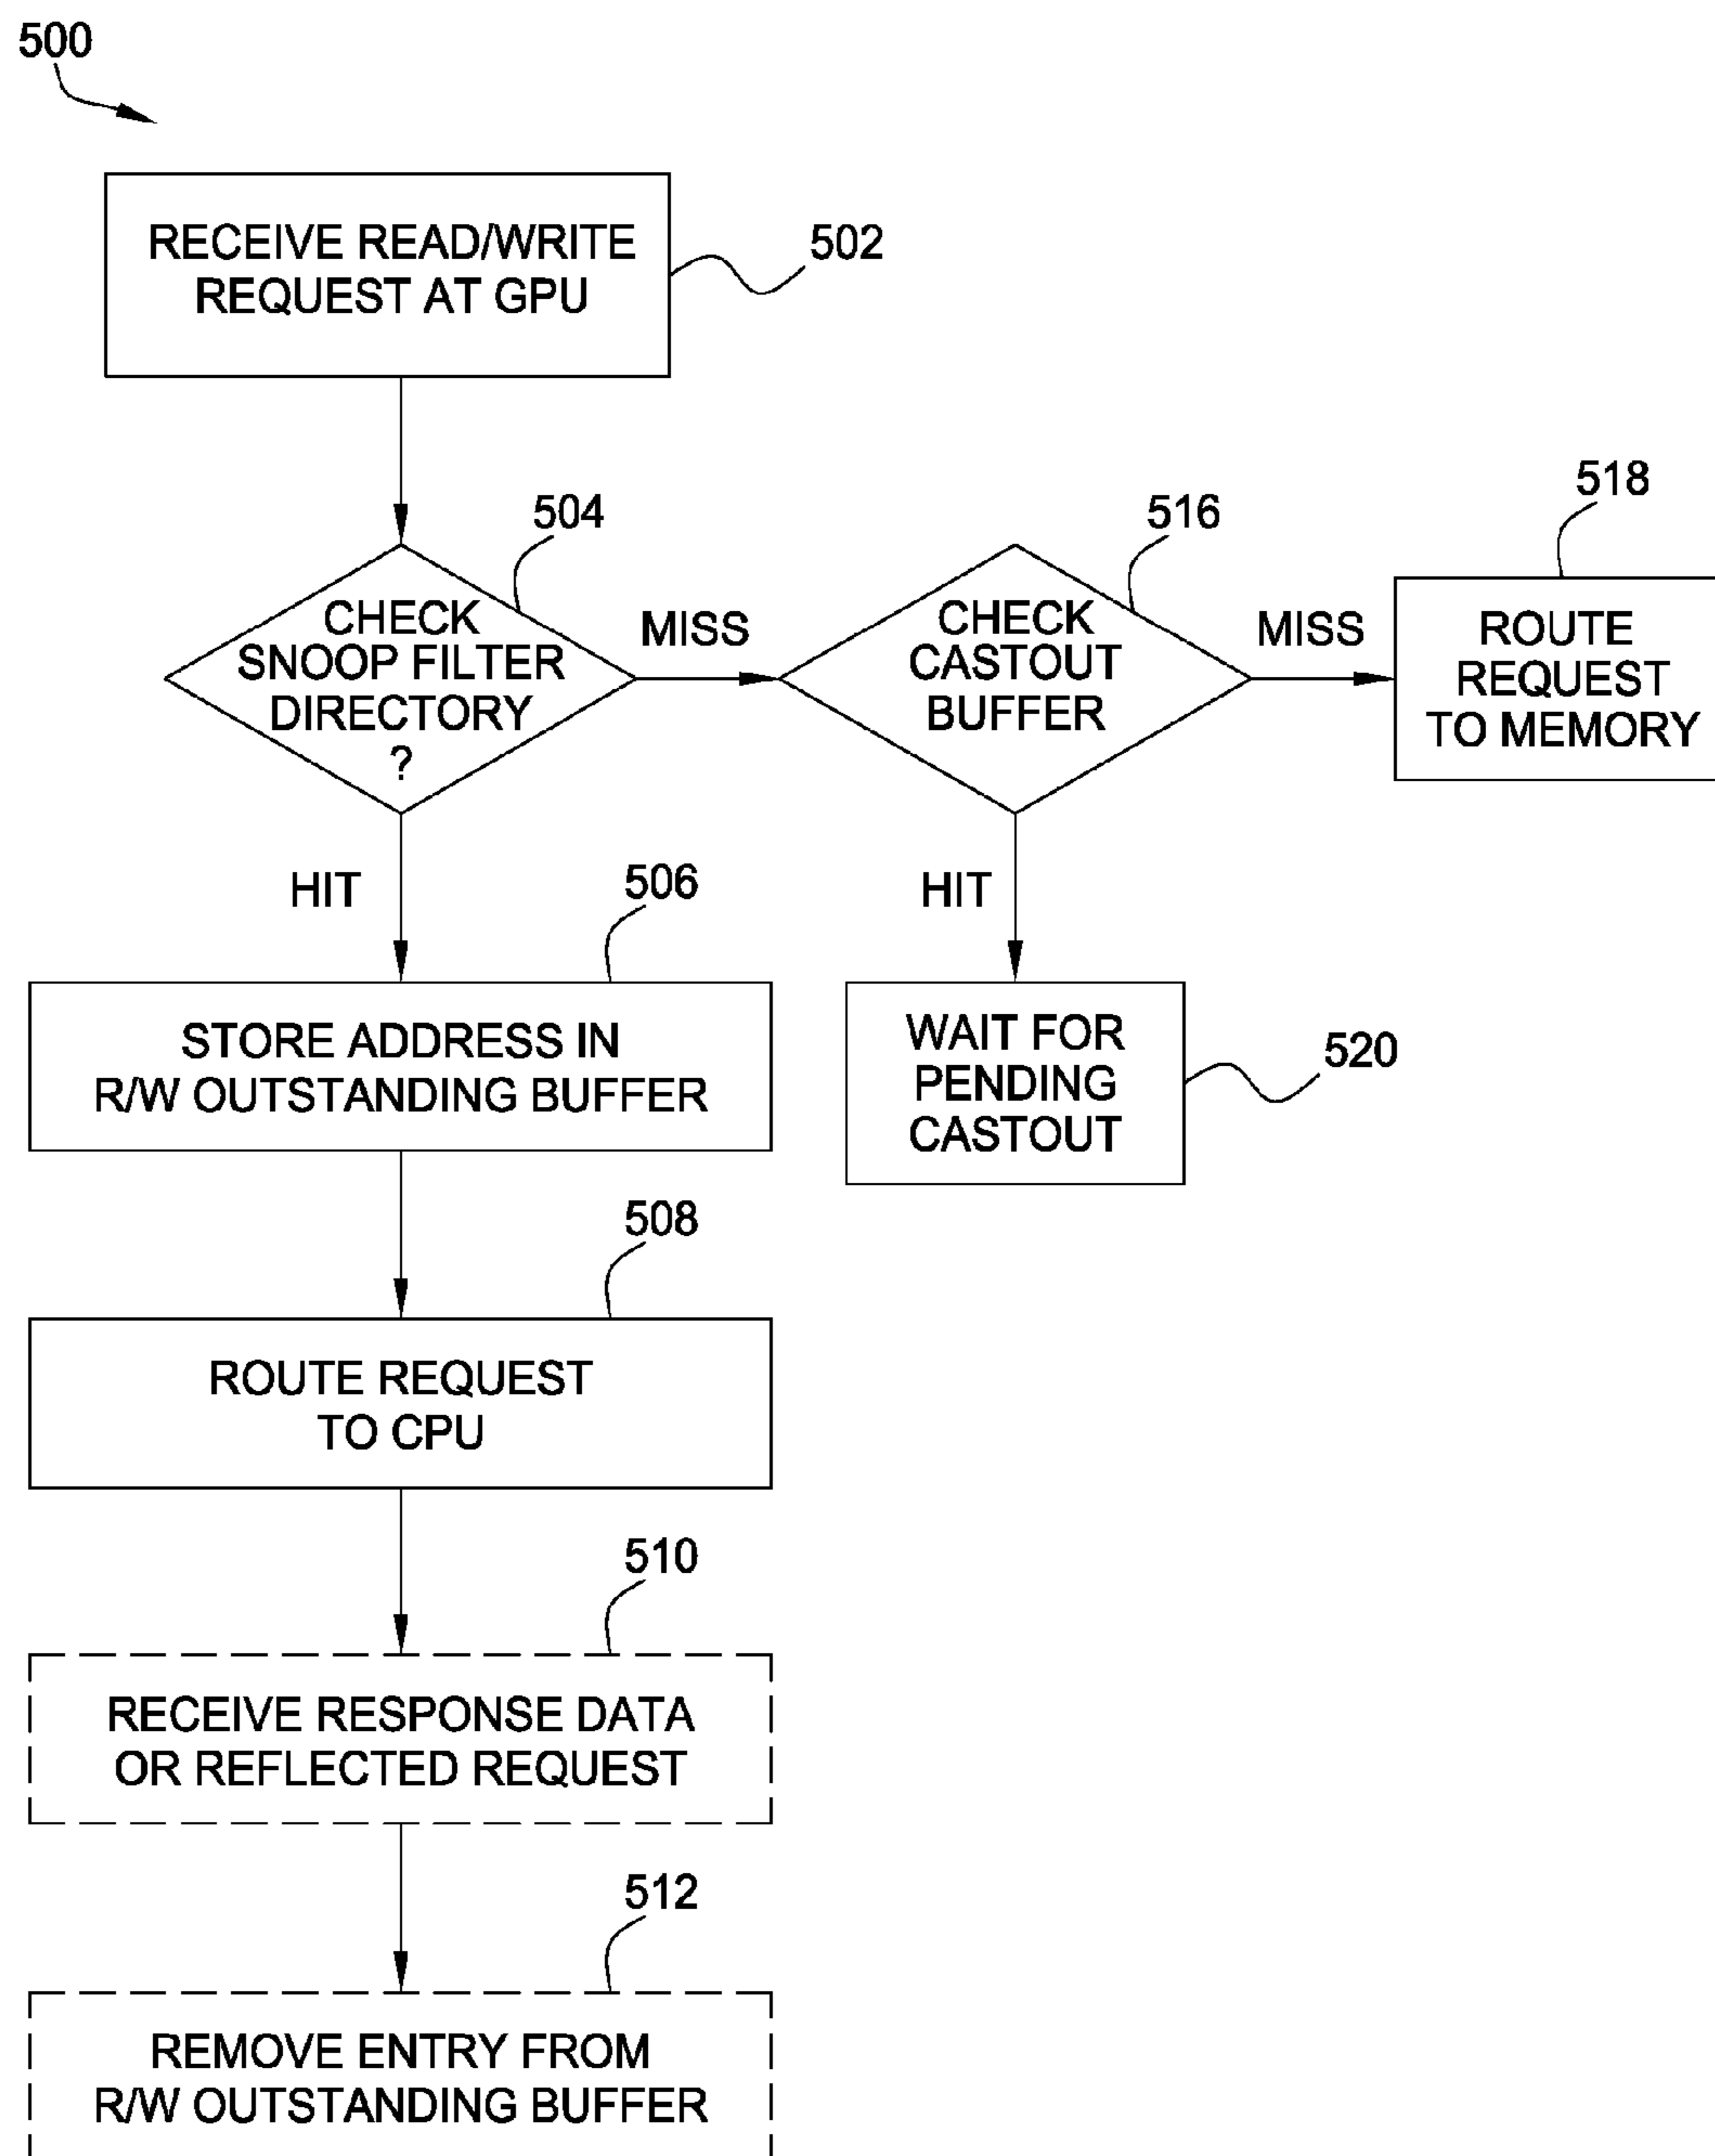 500
RECEIVE READ/WRITE
REQUEST AT GPU
502
504
CHECK
SNOOP FILTER
DIRECTORY
?
MISS
516
CHECK
CASTOUT
BUFFER
MISS
518
ROUTE
REQUEST
TO MEMORY
HIT
506
STORE ADDRESS IN
R/W OUTSTANDING BUFFER
HIT
WAIT FOR
PENDING
CASTOUT
520
508
ROUTE REQUEST
TO CPU
510
RECEIVE RESPONSE DATA
OR REFLECTED REQUEST
512
REMOVE ENTRY FROM
R/W OUTSTANDING BUFFER